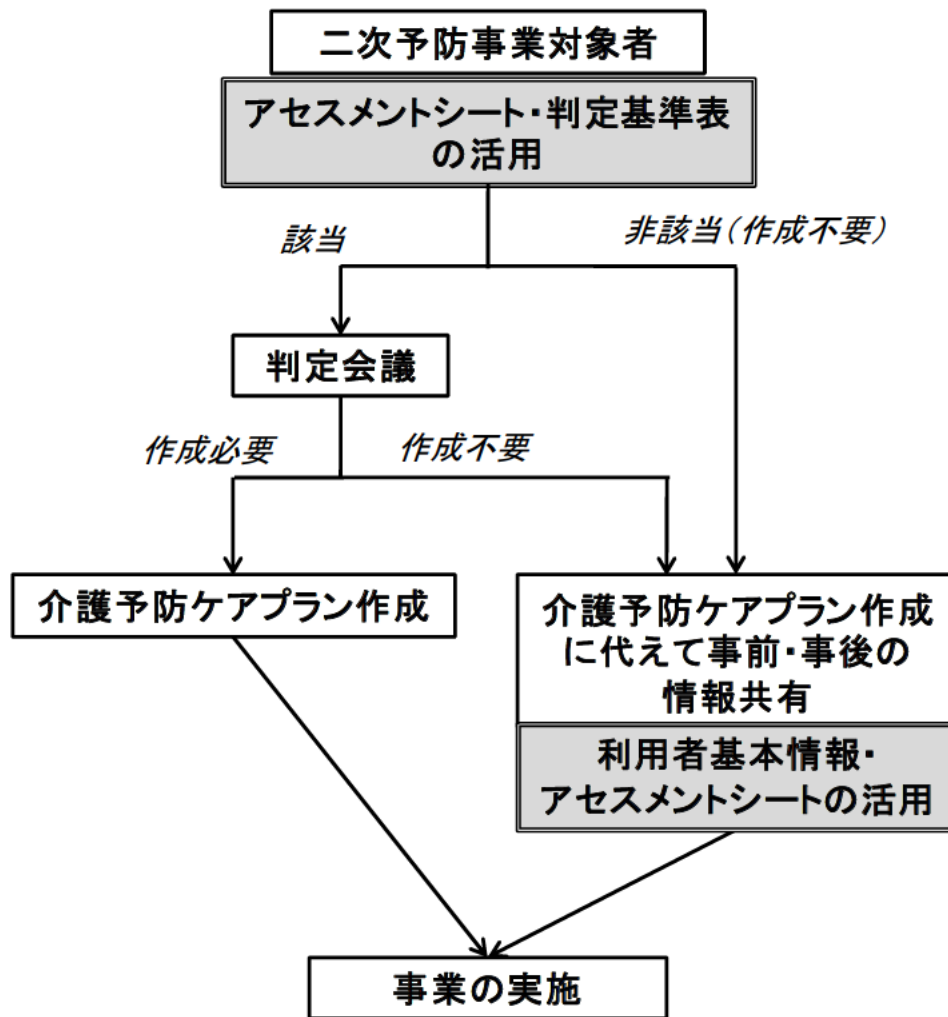 二次予防事業対象者
アセスメントシート・判定基準表
の活用
該当
非該当(作成不要)
判定会議
作成必要
作成不要
介護予防ケアプラン作成
介護予防ケアプラン作成
に代えて事前・事後の
情報共有
利用者基本情報・
アセスメントシートの活用
事業の実施